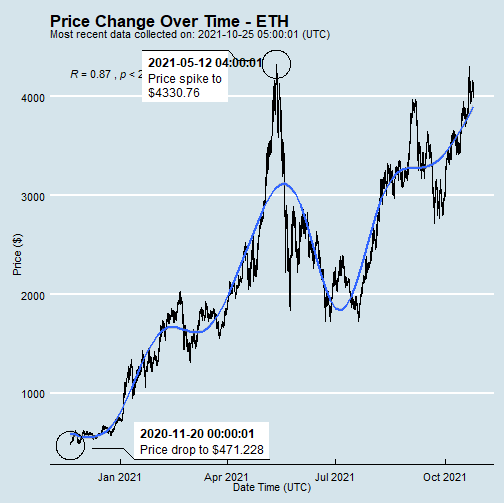 Price Change Over Time - ETH
Most recent data collected on: 2021-10-25 05:00:01 (UTC)
2021-05-12 04:00:01
Price spike to
$4330.76
R = 0.87 , p < 2
4000
3000
2000
1000
Price ($)
2020-11-20 00:00:01
Price drop to $471.228
Jan 2021
Apr 2021
Jul 2021
Oct 2021
Date Time (UTC)